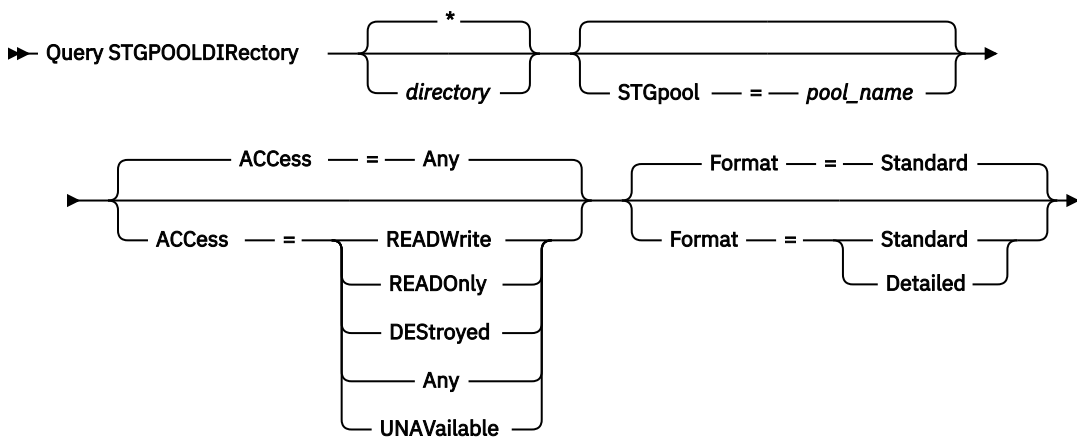 *
Query STGPOOLDIRectory
directory
STGpool = pool_name
ACCess = Any
Format = Standard
ACCess = READWrite
Format = Standard
READOnly
Detailed
DEStroyed
Any
UNAVailable